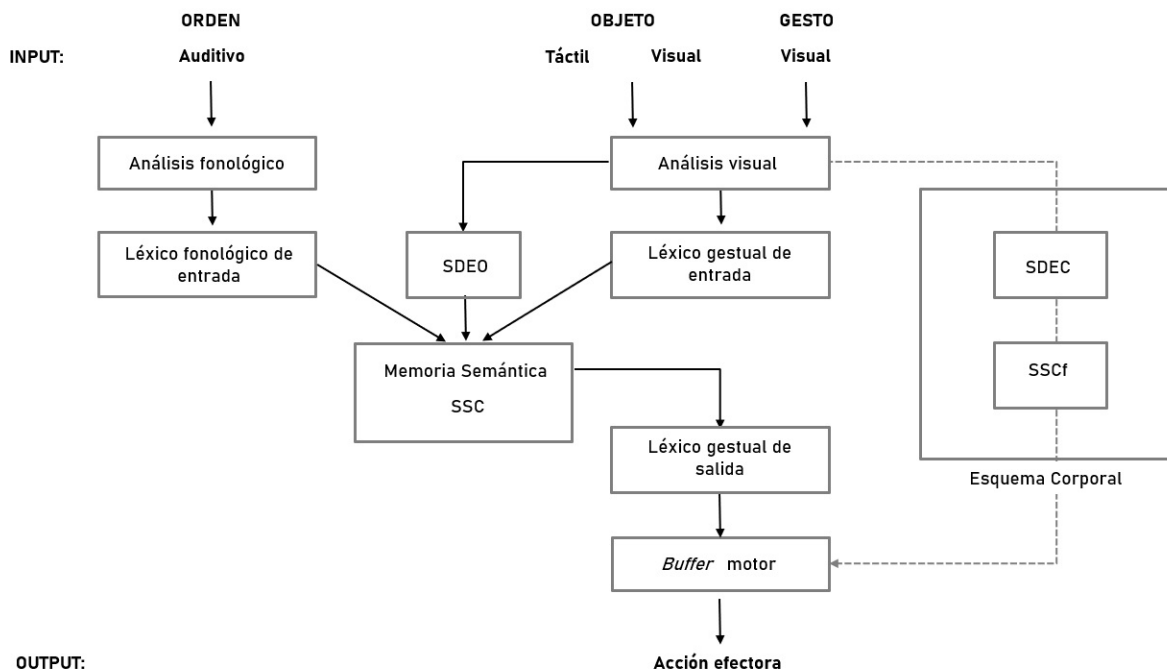 ORDEN OBJETO GESTO
INPUT: Auditivo Táctil Visual Visual
Análisis fonológico Análisis visual
Léxico fonológico de
entrada
SDEO
Léxico gestual de
entrada
SDEC
Memoria Semántica
SSC
SSCf
Léxico gestual de
salida
Esquema Corporal
Buffer motor
OUTPUT: Acción efectora